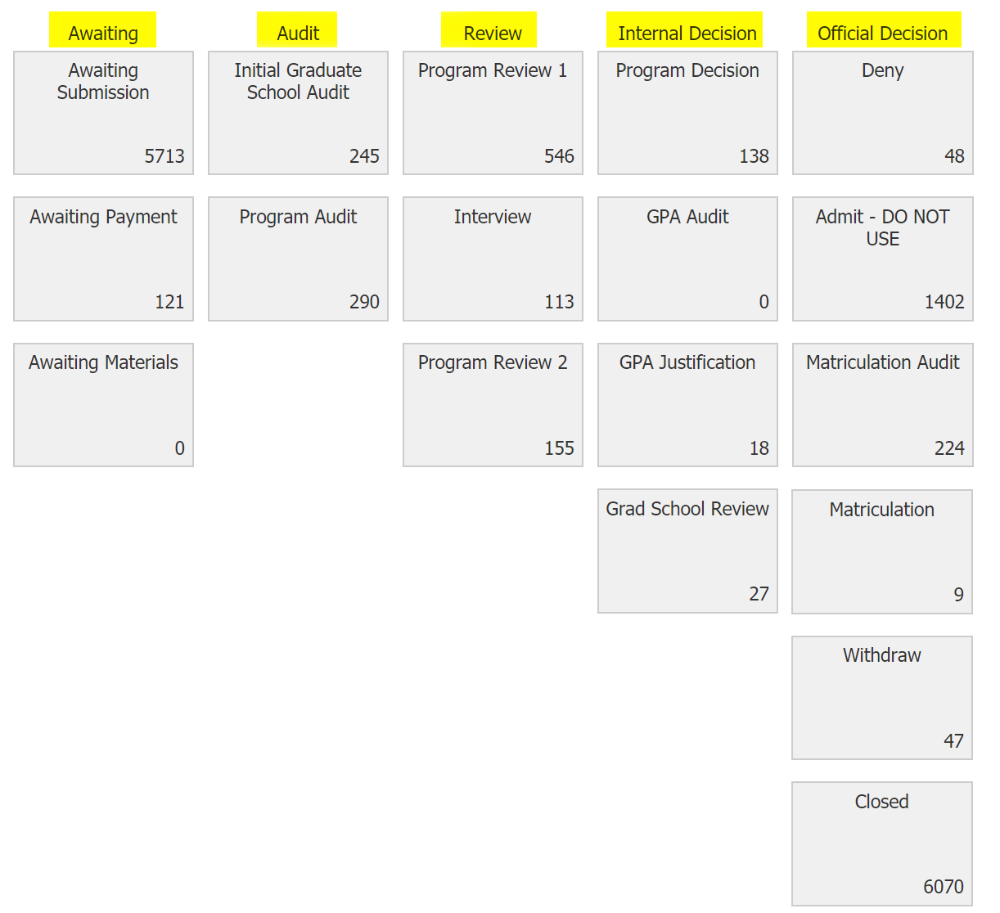 Awaiting
Audit
Review
Internal Decision
Official Decision
Awaiting
Submission
5713
Initial Graduate
School Audit
245
Program Review 1
546
Program Decision
138
Deny
48
Awaiting Payment
121
Program Audit
290
Interview
113
GPA Audit
0
Admit - DO NOT
USE
1402
Awaiting Materials
0
Program Review 2
155
GPA Justification
18
Matriculation Audit
224
Grad School Review
27
Matriculation
9
Withdraw
47
Closed
6070